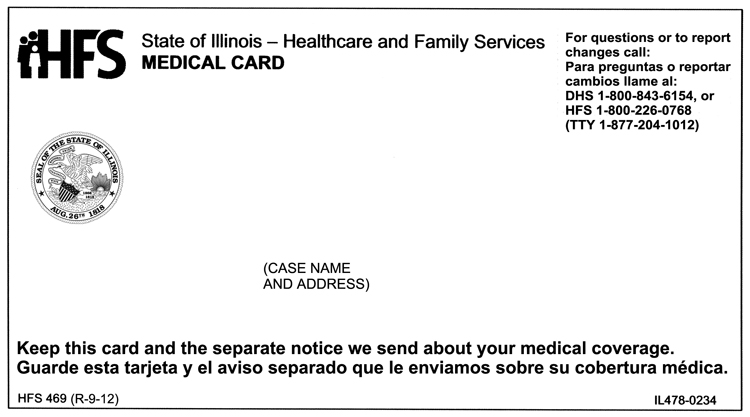 HFS
State of Illinois – Healthcare and Family Services
MEDICAL CARD
For questions or to report
changes call:
Para preguntas o reportar
cambios llame al:
DHS 1-800-843-6154, or
HFS 1-800-226-0768
(TTY 1-877-204-1012)
SEAL OF THE STATE OF ILLINOIS
AUG. 26TH 1818
(CASE NAME
AND ADDRESS)
Keep this card and the separate notice we send about your medical coverage.
Guarde esta tarjeta y el aviso separado que le enviamos sobre su cobertura médica.
HFS 469 (R-9-12)
IL478-0234